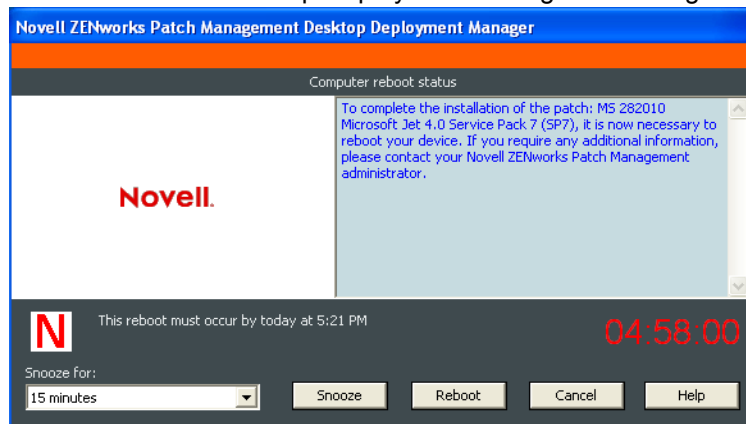 Novell ZENworks Patch Management Desktop Deployment Manager
Computer reboot status
To complete the installation of the patch: MS 282010
Microsoft Jet 4.0 Service Pack 7 (SP7), it is now necessary to
reboot your device. If you require any additional information,
please contact your Novell ZENworks Patch Management
administrator.
Novell.
N
This reboot must occur by today at 5:21 PM
04:58:00
Snooze for:
15 minutes
Snooze
Reboot
Cancel
Help